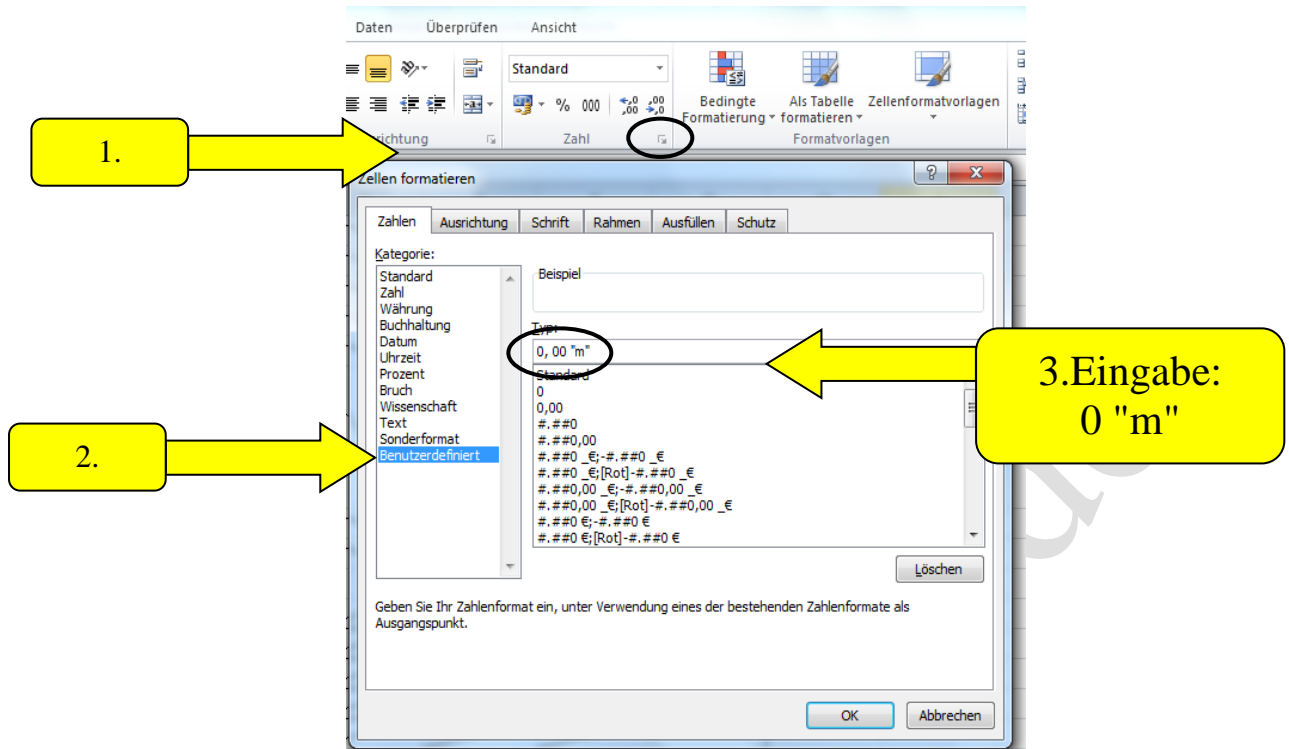 Daten Überprüfen Ansicht
Standard
% 000
Bedingte Formatierung
Als Tabelle formatieren
Zellenformatvorlagen
richtung Zahl Formatvorlagen
1.
Zellen formatieren
Zahlen Ausrichtung Schrift Rahmen Ausfüllen Schutz
Kategorie:
Standard
Zahl
Währung
Buchhaltung
Datum
Uhrzeit
Prozent
Bruch
Wissenschaft
Text
Sonderformat
Benutzerdefiniert
2.
Beispiel
Typ:
0, 00 "m"
Standard
0
0,00
#.##0
#.##0,00
#.##0 _€;-#.##0 _€
#.##0 _€;[Rot]-#.##0 _€
#.##0,00 _€;-#.##0,00 _€
#.##0,00 _€;[Rot]-#.##0,00 _€
#.##0 €;-#.##0 €
#.##0 €;[Rot]-#.##0 €
3.Eingabe:
0 "m"
Löschen
Geben Sie Ihr Zahlenformat ein, unter Verwendung eines der bestehenden Zahlenformate als
Ausgangspunkt.
OK Abbrechen